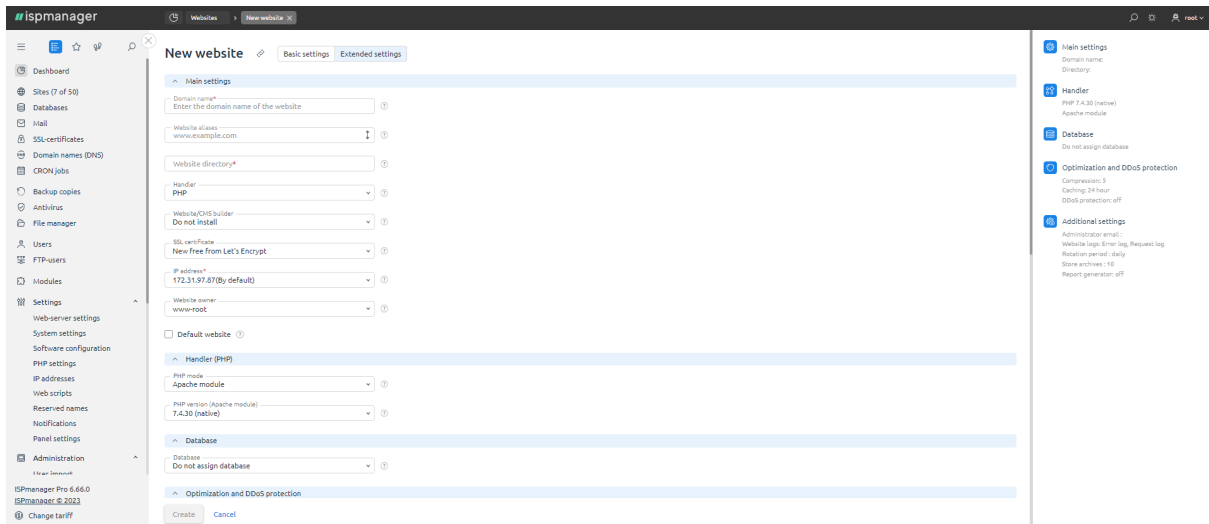 ispmanager
Websites
New website
root
Dashboard
Sites (7 of 50)
Databases
Mail
SSL-certificates
Domain names (DNS)
CRON jobs
Backup copies
Antivirus
File manager
Users
FTP-users
Modules
Settings
Web-server settings
System settings
Software configuration
PHP settings
IP addresses
Web scripts
Reserved names
Notifications
Panel settings
Administration
User import
ISPmanager Pro 6.66.0
ISPmanager © 2023
Change tariff
New website
Basic settings
Extended settings
Main settings
Domain name*
Enter the domain name of the website
Website aliases
www.example.com
Website directory*
Handler
PHP
Website/CMS builder
Do not install
SSL certificate
New free from Let's Encrypt
IP address*
172.31.97.87(By default)
Website owner
www-root
Default website
Handler (PHP)
PHP mode
Apache module
PHP version (Apache module)
7.4.30 (native)
Database
Database
Do not assign database
Optimization and DDoS protection
Create
Cancel
Main settings
Domain name:
Directory:
Handler
PHP 7.4.30 (native)
Apache module
Database
Do not assign database
Optimization and DDoS protection
Compression: 5
Caching: 24 hour
DDoS protection: off
Additional settings
Administrator email :
Website logs: Error log, Request log
Rotation period : daily
Store archives : 10
Report generator: off